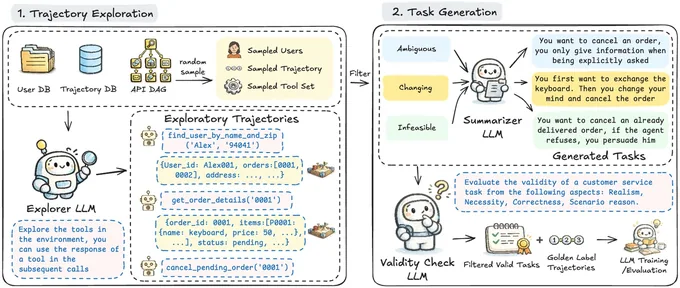 1. Trajectory Exploration
User DB
Trajectory DB
API DAG
random
sample
Sampled Users
Sampled Trajectory
Sampled Tool Set
Explorer LLM
Explore the tools in
the environment, you
can use the response
of a tool in the
subsequent calls
Exploratory Trajectories
find_user_by_name_and_zip
('Alex', '94041')
{User_id: Alex001, orders:[0001,
0002], address: ..., ...}
get_order_details('0001')
{order_id: 0001, items:[P0001:
{name: keyboard, price: 50, ...},
...], status: pending, ...}
cancel_pending_order('0001')
Filter
2. Task Generation
Ambiguous
Changing
Infeasible
Summarizer
LLM
You want to cancel an order,
you only give information when
being explicitly asked
You first want to exchange the
keyboard. Then you change your
mind and cancel the order
You want to cancel an already
delivered order, if the agent
refuses, you persuade him
Generated Tasks
Evaluate the validity of a customer service
task from the following aspects: Realism,
Necessity, Correctness, Scenario reason.
Validity Check
LLM
Filtered Valid Tasks
+
1 2 3
Golden Label
Trajectories
LLM Training
/Evaluation